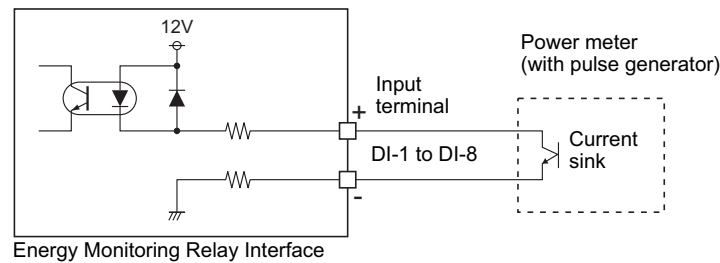 12V
Power meter
(with pulse generator)
Input
terminal
+
DI-1 to DI-8
Current
sink
-
Energy Monitoring Relay Interface